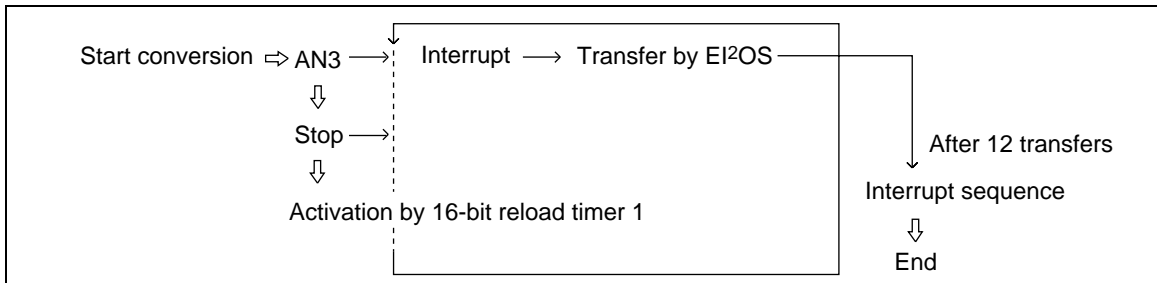 Start conversion ⇨ AN3 → Interrupt → Transfer by EI²OS
Stop
After 12 transfers
Interrupt sequence
Activation by 16-bit reload timer 1
End